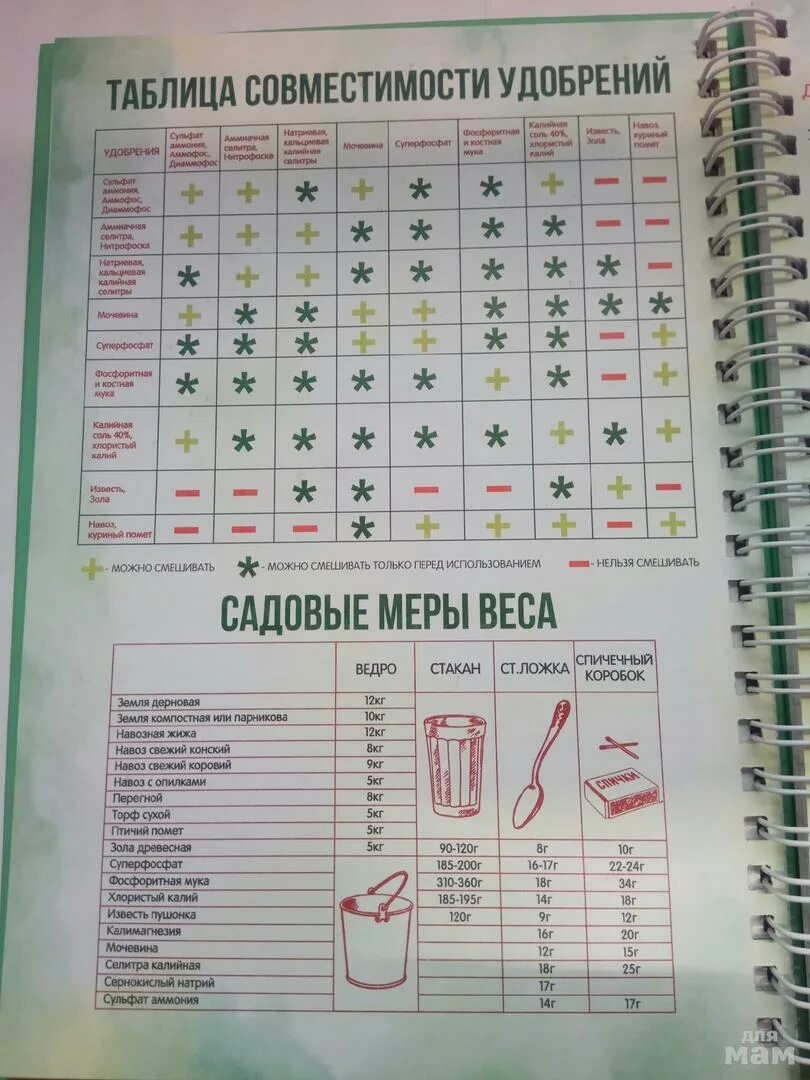 ТАБЛИЦА СОВМЕСТИМОСТИ УДОБРЕНИЙ
УДОБРЕНИЯ
Сульфат аммония, Аммофос, Диаммофос
Аммиачная селитра, Нитрофоска
Натриевая, кальциевая калийная селитры
Мочевина
Суперфосфат
Фосфоритная и костная мука
Калийная соль 40%, хлористый калий
Известь, Зола
Навоз, куриный помет
Сульфат аммония, Аммофос, Диаммофос + + * + * * + − −
Аммиачная селитра, Нитрофоска + + + * * * * − −
Натриевая, кальциевая калийная селитры * + + * * * * * −
Мочевина + * * + + * * * *
Суперфосфат * * * + + * * − +
Фосфоритная и костная мука * * * * * + * − +
Калийная соль 40%, хлористый калий + * * * * * + * +
Известь, Зола − − * * − − * + −
Навоз, куриный помет − − − * + + + − +
+ - МОЖНО СМЕШИВАТЬ * - МОЖНО СМЕШИВАТЬ ТОЛЬКО ПЕРЕД ИСПОЛЬЗОВАНИЕМ − - НЕЛЬЗЯ СМЕШИВАТЬ
САДОВЫЕ МЕРЫ ВЕСА
ВЕДРО СТАКАН СТ.ЛОЖКА СПИЧЕЧНЫЙ КОРОБОК
Земля дерновая 12кг
Земля компостная или парникова 10кг
Навозная жижа 12кг
Навоз свежий конский 8кг
Навоз свежий коровий 9кг
Навоз с опилками 5кг
Перегной 8кг
Торф сухой 5кг
Птичий помет 5кг
СПИЧКИ
Зола древесная 5кг 90-120г 8г 10г
Суперфосфат 185-200г 16-17г 22-24г
Фосфоритная мука 310-360г 18г 34г
Хлористый калий 185-195г 14г 18г
Известь пушонка 120г 9г 12г
Калимагнезия 16г 20г
Мочевина 12г 15г
Селитра калийная 18г 25г
Сернокислый натрий 17г
Сульфат аммония 14г 17г
для
мам